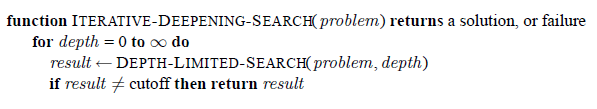 function ITERATIVE-DEEPENING-SEARCH(problem) returns a solution, or failure
for depth = 0 to ∞ do
result ← DEPTH-LIMITED-SEARCH(problem, depth)
if result ≠ cutoff then return result